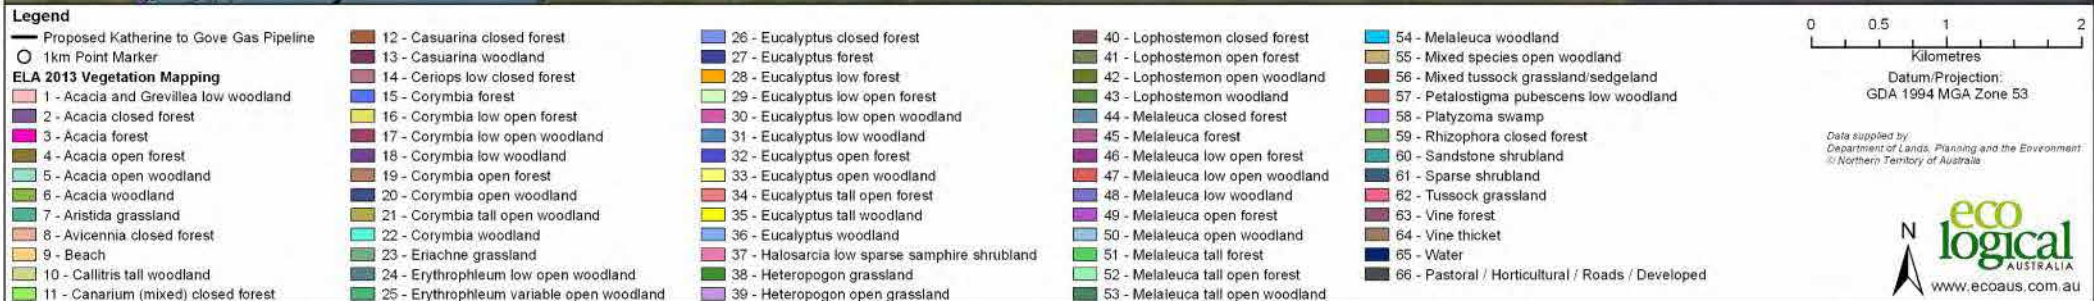 Legend
Proposed Katherine to Gove Gas Pipeline
1km Point Marker
ELA 2013 Vegetation Mapping
1 - Acacia and Grevillea low woodland
2 - Acacia closed forest
3 - Acacia forest
4 - Acacia open forest
5 - Acacia open woodland
6 - Acacia woodland
7 - Aristida grassland
8 - Avicennia closed forest
9 - Beach
10 - Callitris tall woodland
11 - Canarium (mixed) closed forest
12 - Casuarina closed forest
13 - Casuarina woodland
14 - Ceriops low closed forest
15 - Corymbia forest
16 - Corymbia low open forest
17 - Corymbia low open woodland
18 - Corymbia low woodland
19 - Corymbia open forest
20 - Corymbia open woodland
21 - Corymbia tall open woodland
22 - Corymbia woodland
23 - Eriachne grassland
24 - Erythrophleum low open woodland
25 - Erythrophleum variable open woodland
26 - Eucalyptus closed forest
27 - Eucalyptus forest
28 - Eucalyptus low forest
29 - Eucalyptus low open forest
30 - Eucalyptus low open woodland
31 - Eucalyptus low woodland
32 - Eucalyptus open forest
33 - Eucalyptus open woodland
34 - Eucalyptus tall open forest
35 - Eucalyptus tall woodland
36 - Eucalyptus woodland
37 - Halosarcia low sparse samphire shrubland
38 - Heteropogon grassland
39 - Heteropogon open grassland
40 - Lophostemon closed forest
41 - Lophostemon open forest
42 - Lophostemon open woodland
43 - Lophostemon woodland
44 - Melaleuca closed forest
45 - Melaleuca forest
46 - Melaleuca low open forest
47 - Melaleuca low open woodland
48 - Melaleuca low woodland
49 - Melaleuca open forest
50 - Melaleuca open woodland
51 - Melaleuca tall forest
52 - Melaleuca tall open forest
53 - Melaleuca tall open woodland
54 - Melaleuca woodland
55 - Mixed species open woodland
56 - Mixed tussock grassland/sedgeland
57 - Petalostigma pubescens low woodland
58 - Platyzoma swamp
59 - Rhizophora closed forest
60 - Sandstone shrubland
61 - Sparse shrubland
62 - Tussock grassland
63 - Vine forest
64 - Vine thicket
65 - Water
66 - Pastoral / Horticultural / Roads / Developed
0 0.5 1 2
Kilometres
Datum/Projection:
GDA 1994 MGA Zone 53
Data supplied by
Department of Lands, Planning and the Environment
© Northern Territory of Australia
N
eco
logical
AUSTRALIA
www.ecoaus.com.au